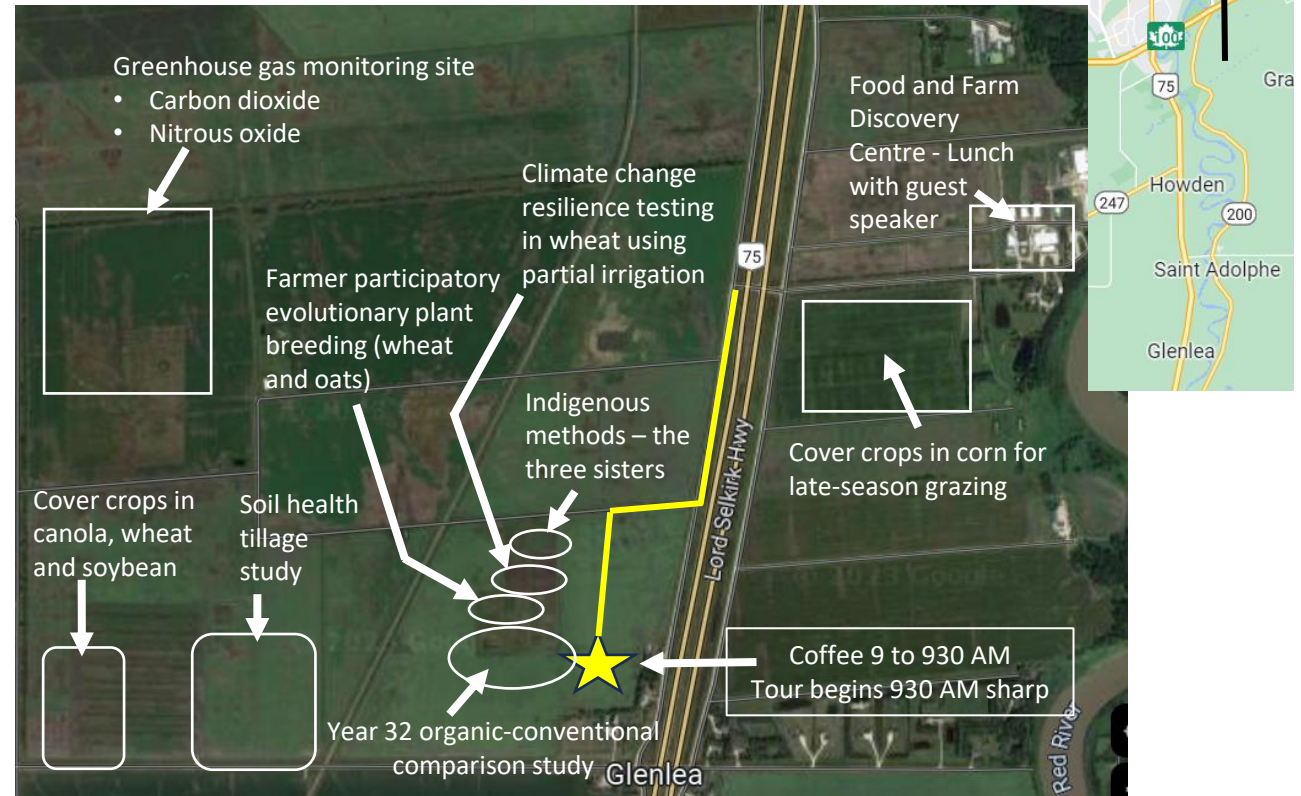 Greenhouse gas monitoring site
• Carbon dioxide
• Nitrous oxide
Climate change
resilience testing
in wheat using
partial irrigation
Farmer participatory
evolutionary plant
breeding (wheat
and oats)
Indigenous
methods – the
three sisters
Food and Farm
Discovery
Centre - Lunch
with guest
speaker
75
Lord-Selkirk-Hwy
Cover crops in corn for
late-season grazing
Cover crops in
canola, wheat
and soybean
Soil health
tillage
study
Coffee 9 to 930 AM
Tour begins 930 AM sharp
Year 32 organic-conventional
comparison study
Glenlea
Red River
100
75
Gra
Howden
247
200
Saint Adolphe
Glenlea